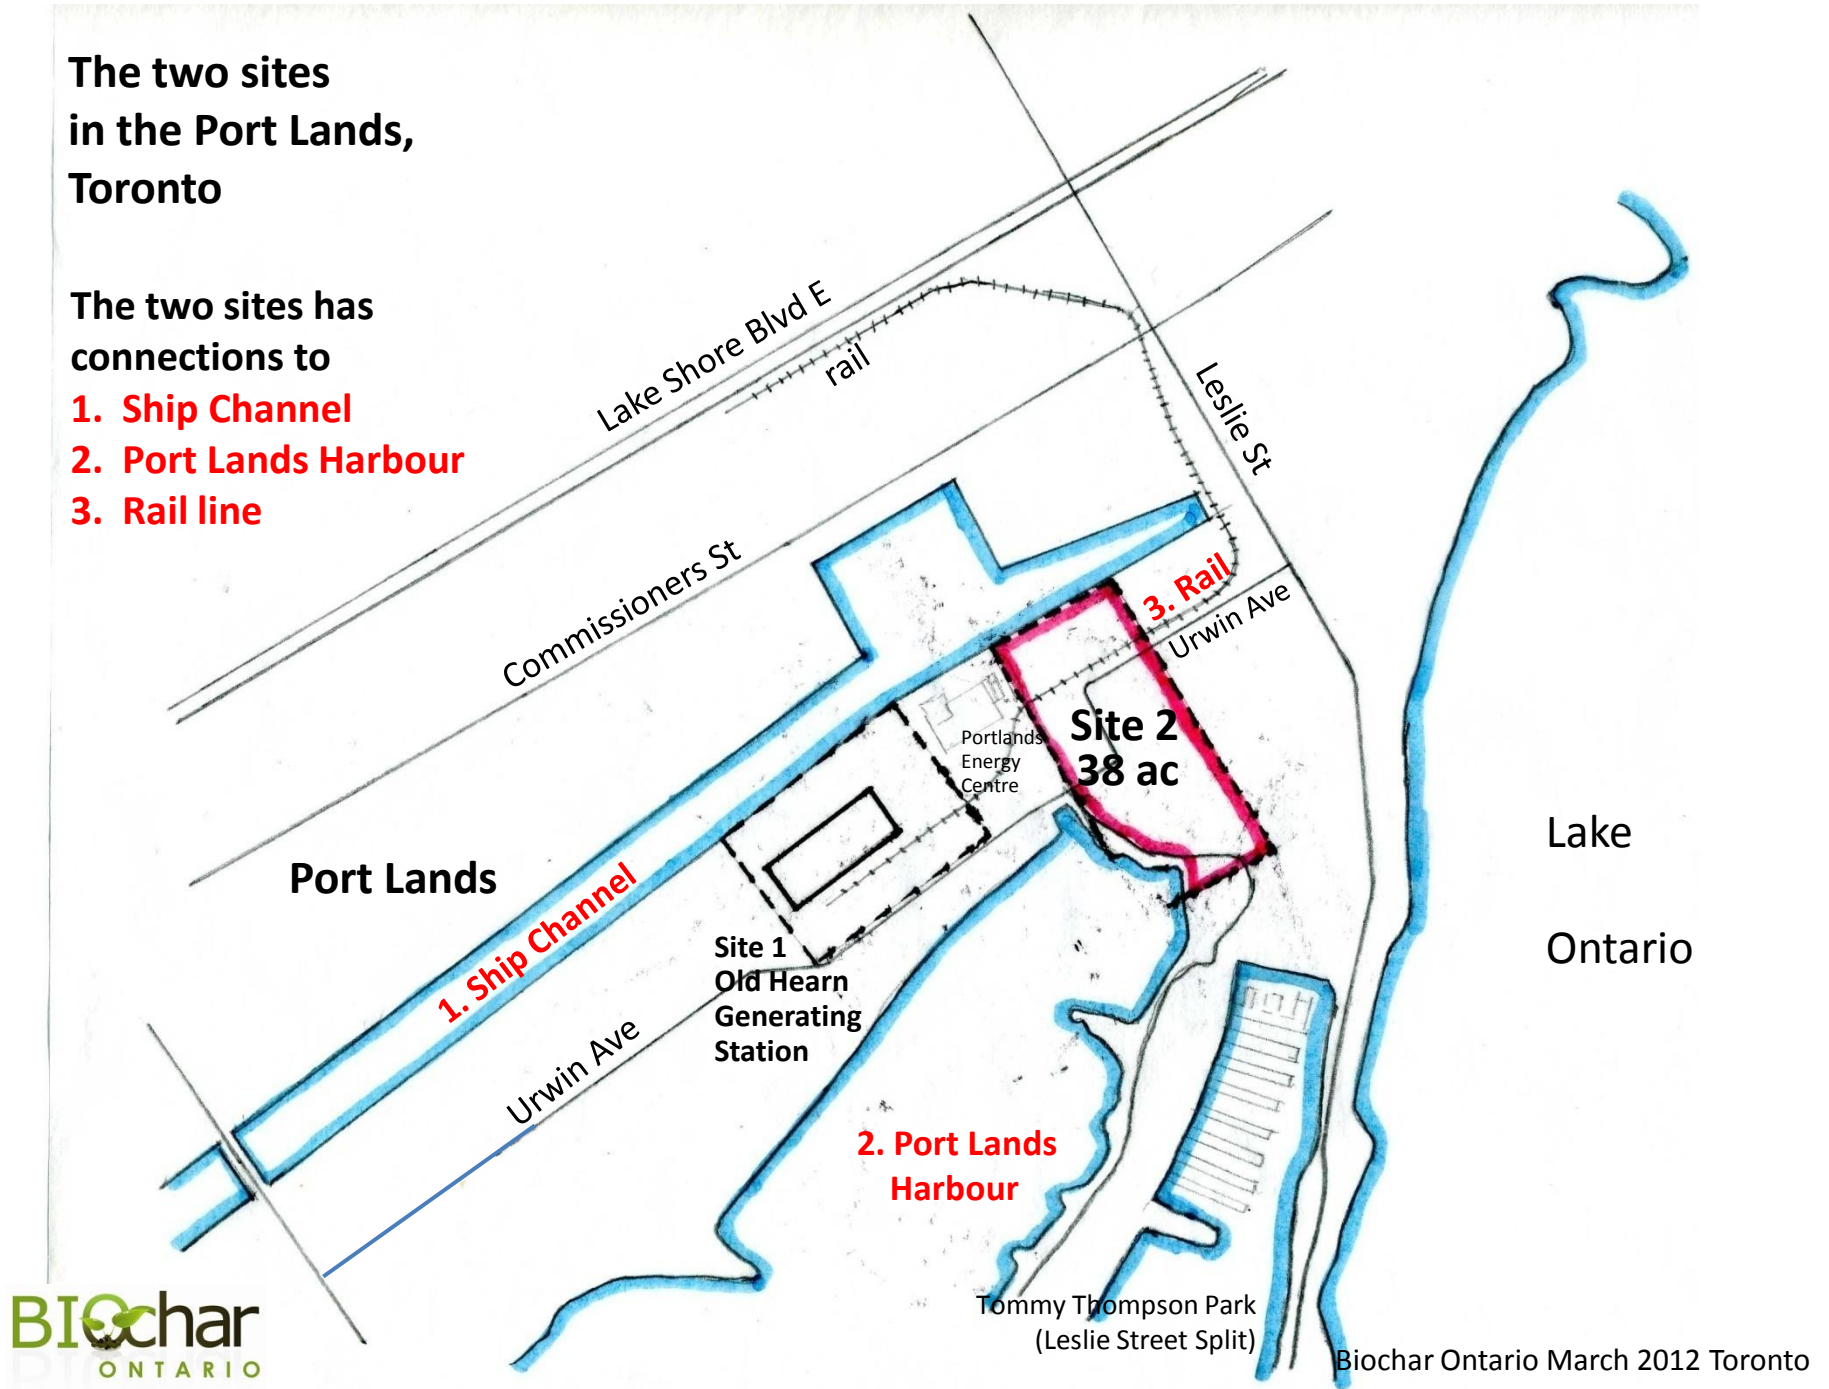 The two sites
in the Port Lands,
Toronto
The two sites has
connections to
1. Ship Channel
2. Port Lands Harbour
3. Rail line
Lake Shore Blvd E
rail
Leslie St
Commissioners St
3. Rail
Urwin Ave
Portlands
Energy
Centre
Site 2
38 ac
Port Lands
1. Ship Channel
Site 1
Old Hearn
Generating
Station
Urwin Ave
Lake
Ontario
2. Port Lands
Harbour
Tommy Thompson Park
(Leslie Street Split)
BIOchar
ONTARIO
Biochar Ontario March 2012 Toronto